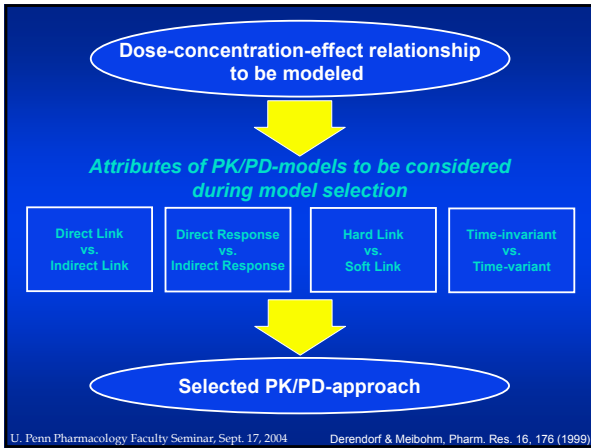 Dose-concentration-effect relationship
to be modeled
Attributes of PK/PD-models to be considered
during model selection
Direct Link
vs.
Indirect Link
Direct Response
vs.
Indirect Response
Hard Link
vs.
Soft Link
Time-invariant
vs.
Time-variant
Selected PK/PD-approach
U. Penn Pharmacology Faculty Seminar, Sept. 17, 2004
Derendorf & Meibohm, Pharm. Res. 16, 176 (1999)